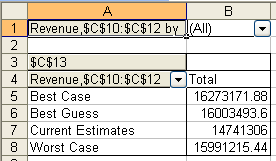 A B
1 Revenue,$C$10:$C$12 by (All)
2
3 $C$13
4 Revenue,$C$10:$C$12 Total
5 Best Case 16273171.88
6 Best Guess 16003493.6
7 Current Estimates 14741306
8 Worst Case 15991215.44